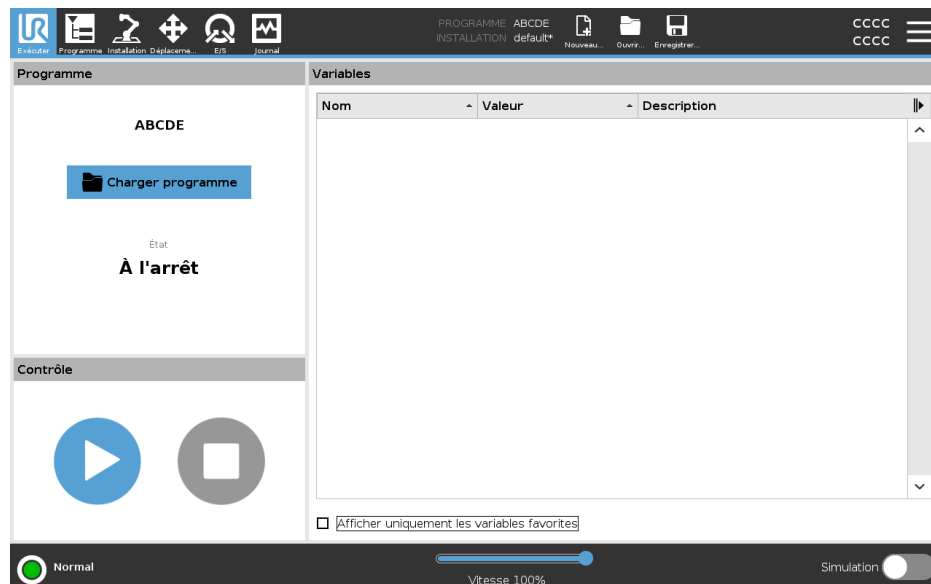 PROGRAMME ABCDE
INSTALLATION default*
CCCC
CCCC
Exécuter
Programme
Installation
Déplaceme...
E/S
Journal
Nouveau...
Ouvrir...
Enregistrer...
Programme
Variables
Nom
Valeur
Description
ABCDE
Charger programme
État
À l'arrêt
Contrôle
Afficher uniquement les variables favorites
Normal
Vitesse 100%
Simulation